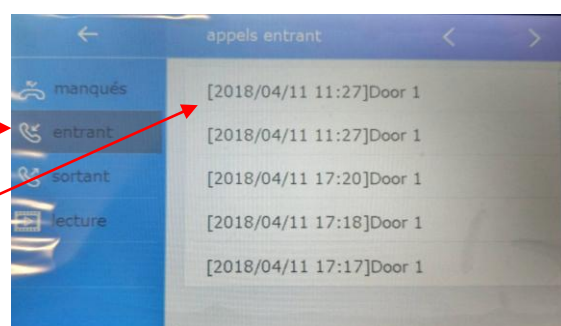 appels entrant
manqués
entrant
sortant
lecture
[2018/04/11 11:27]Door 1
[2018/04/11 11:27]Door 1
[2018/04/11 17:20]Door 1
[2018/04/11 17:18]Door 1
[2018/04/11 17:17]Door 1